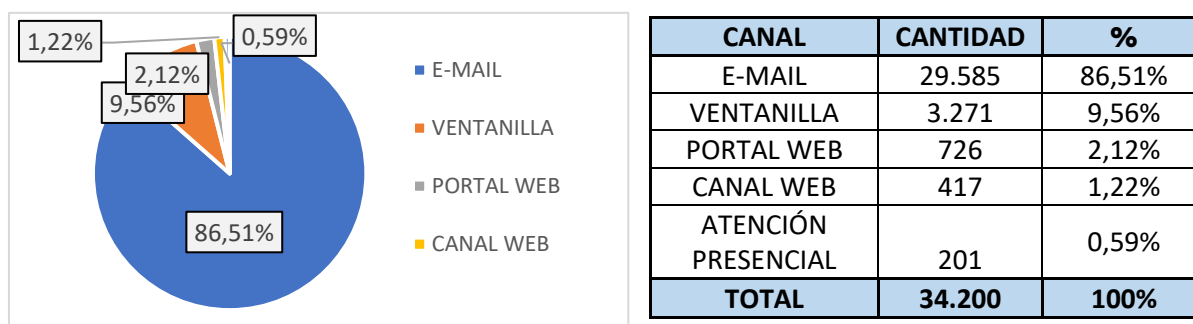 1,22%
0,59%
2,12%
9,56%
86,51%
E-MAIL
VENTANILLA
PORTAL WEB
CANAL WEB
CANAL CANTIDAD %
E-MAIL 29.585 86,51%
VENTANILLA 3.271 9,56%
PORTAL WEB 726 2,12%
CANAL WEB 417 1,22%
ATENCIÓN
PRESENCIAL 201 0,59%
TOTAL 34.200 100%